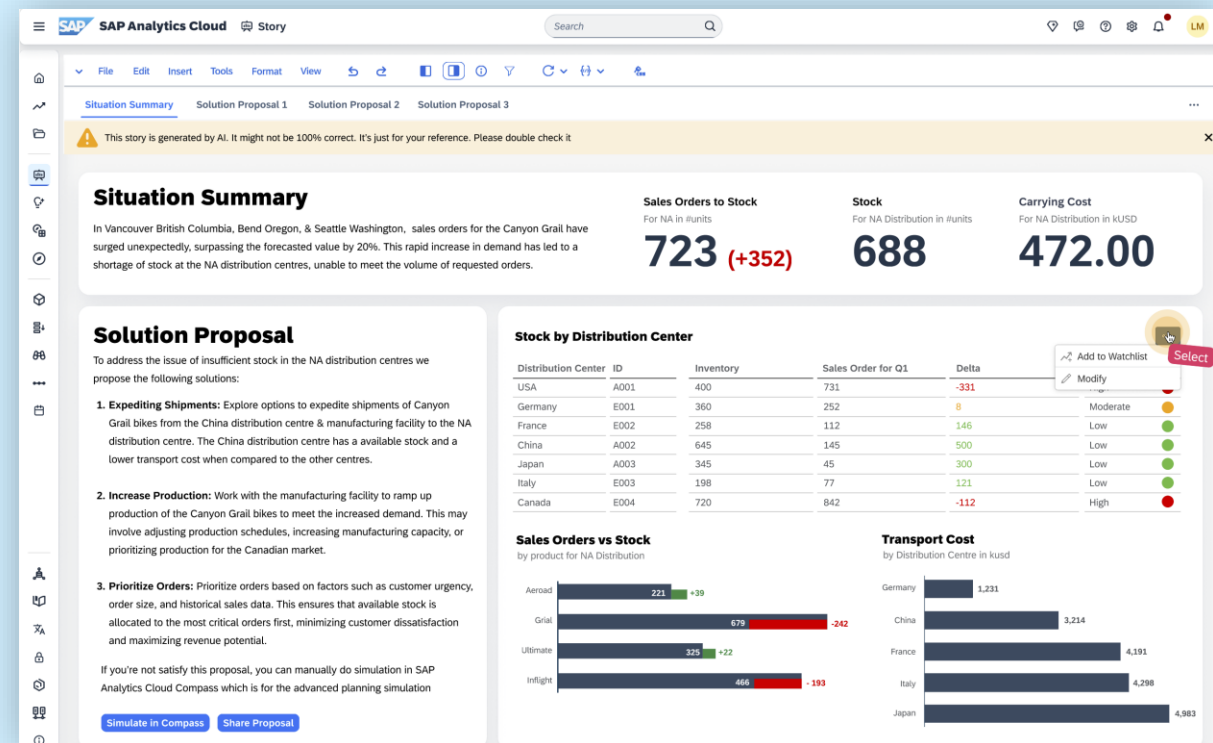 SAP SAP Analytics Cloud Story Search LM
File Edit Insert Tools Format View
Situation Summary Solution Proposal 1 Solution Proposal 2 Solution Proposal 3 ...
This story is generated by AI. It might not be 100% correct. It's just for your reference. Please double check it
Situation Summary
In Vancouver British Columbia, Bend Oregon, & Seattle Washington, sales orders for the Canyon Grail have
surged unexpectedly, surpassing the forecasted value by 20%. This rapid increase in demand has led to a
shortage of stock at the NA distribution centres, unable to meet the volume of requested orders.
Sales Orders to Stock
For NA in #units
723 (+352)
Stock
For NA Distribution in #units
688
Carrying Cost
For NA Distribution in kUSD
472.00
Solution Proposal
To address the issue of insufficient stock in the NA distribution centres we
propose the following solutions:
1. Expediting Shipments: Explore options to expedite shipments of Canyon
Grail bikes from the China distribution centre & manufacturing facility to the NA
distribution centre. The China distribution centre has a available stock and a
lower transport cost when compared to the other centres.
2. Increase Production: Work with the manufacturing facility to ramp up
production of the Canyon Grail bikes to meet the increased demand. This may
involve adjusting production schedules, increasing manufacturing capacity, or
prioritizing production for the Canadian market.
3. Prioritize Orders: Prioritize orders based on factors such as customer urgency,
order size, and historical sales data. This ensures that available stock is
allocated to the most critical orders first, minimizing customer dissatisfaction
and maximizing revenue potential.
If you're not satisfy this proposal, you can manually do simulation in SAP
Analytics Cloud Compass which is for the advanced planning simulation
Simulate in Compass Share Proposal
Stock by Distribution Center
Add to Watchlist
Select
Modify
Distribution Center ID Inventory Sales Order for Q1 Delta
USA A001 400 731 -331
Germany E001 360 252 8 Moderate
France E002 258 112 146 Low
China A002 645 145 500 Low
Japan A003 345 45 300 Low
Italy E003 198 77 121 Low
Canada E004 720 842 -112 High
Sales Orders vs Stock
by product for NA Distribution
Aeroad 221 +39
Grial 679 -242
Ultimate 325 +22
Inflight 466 - 193
Transport Cost
by Distribution Centre in kusd
Germany 1,231
China 3,214
France 4,191
Italy 4,298
Japan 4,983